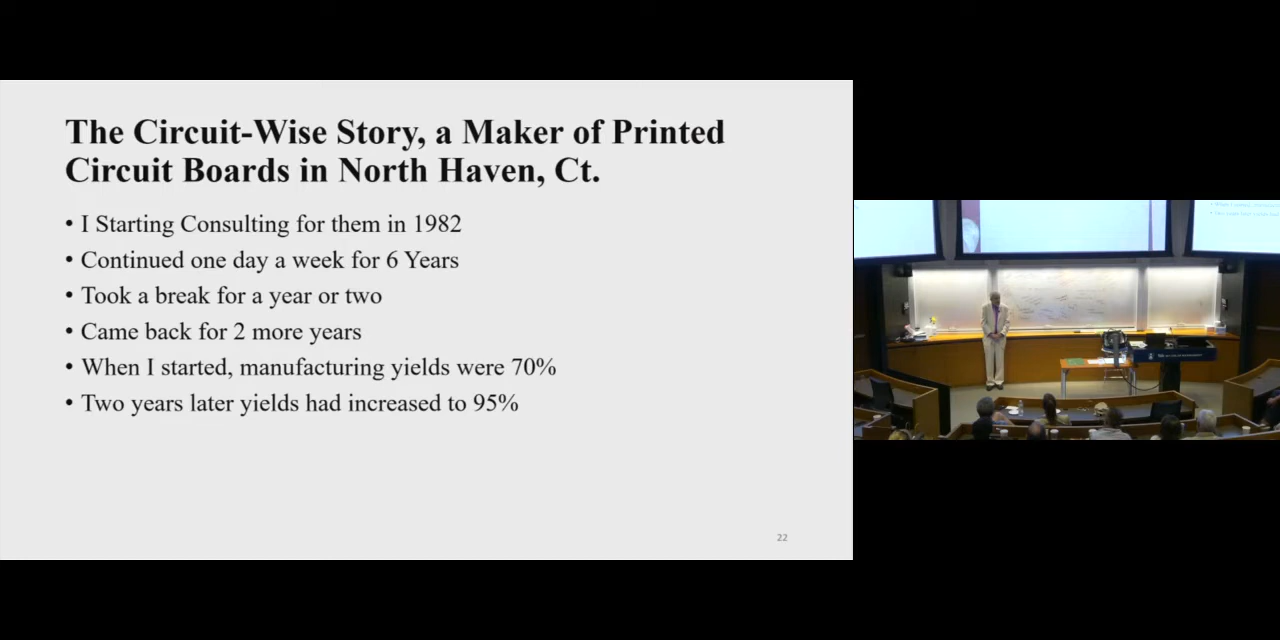 The Circuit-Wise Story, a Maker of Printed
Circuit Boards in North Haven, Ct.
• I Starting Consulting for them in 1982
• Continued one day a week for 6 Years
• Took a break for a year or two
• Came back for 2 more years
• When I started, manufacturing yields were 70%
• Two years later yields had increased to 95%
22